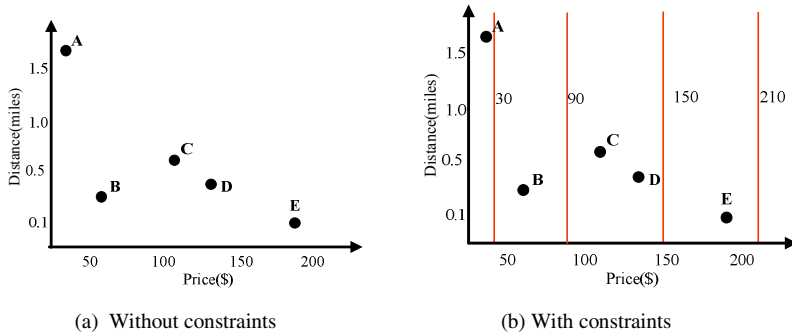 A
1.5
1.0
0.5
0.1
Distance(miles)
B
C
D
E
50
100
150
200
Price($)
(a) Without constraints
A
1.5
1.0
0.5
0.1
Distance(miles)
30
90
150
210
B
C
D
E
50
100
150
200
Price($)
(b) With constraints